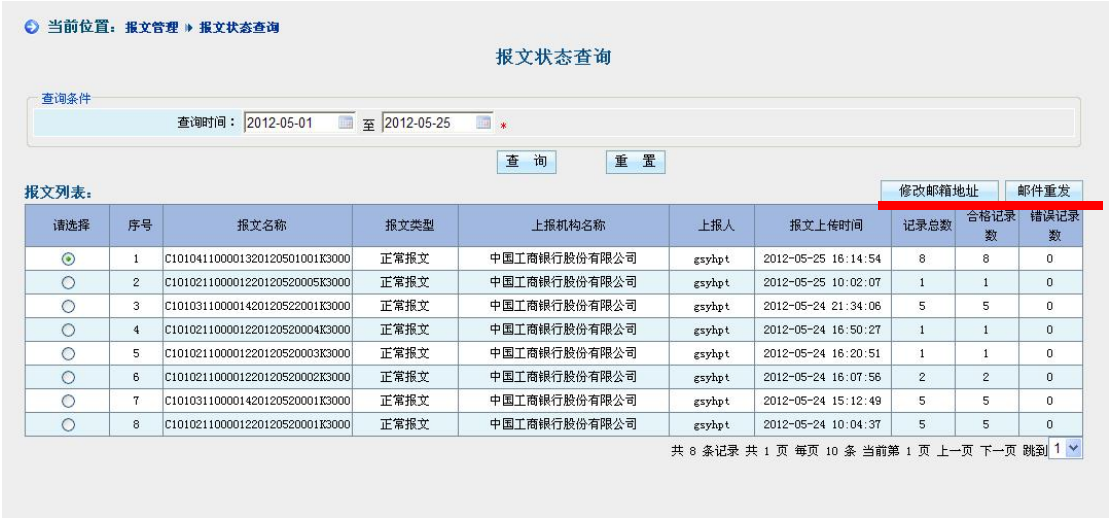 当前位置：报文管理 报文状态查询
报文状态查询
查询条件
查询时间： 2012-05-01 至 2012-05-25 *
查 询 重 置
报文列表： 修改邮箱地址 邮件重发
请选择 序号 报文名称 报文类型 上报机构名称 上报人 报文上传时间 记录总数 合格记录数 错误记录数
1 C101041100001320120501001K3000 正常报文 中国工商银行股份有限公司 gsyhpt 2012-05-25 16:14:54 8 8 0
2 C10102110000122012052000​5K3000 正常报文 中国工商银行股份有限公司 gsyhpt 2012-05-25 10:02:07 1 1 0
3 C10103110000142012052200​1K3000 正常报文 中国工商银行股份有限公司 gsyhpt 2012-05-24 21:34:06 5 5 0
4 C10102110000122012052000​4K3000 正常报文 中国工商银行股份有限公司 gsyhpt 2012-05-24 16:50:27 1 1 0
5 C10102110000122012052000​3K3000 正常报文 中国工商银行股份有限公司 gsyhpt 2012-05-24 16:20:51 1 1 0
6 C10102110000122012052000​2K3000 正常报文 中国工商银行股份有限公司 gsyhpt 2012-05-24 16:07:56 2 2 0
7 C10103110000142012052000​1K3000 正常报文 中国工商银行股份有限公司 gsyhpt 2012-05-24 15:12:49 5 5 0
8 C10102110000122012052000​1K3000 正常报文 中国工商银行股份有限公司 gsyhpt 2012-05-24 10:04:37 5 5 0
共 8 条记录 共 1 页 每页 10 条 当前第 1 页 上一页 下一页 跳到 1